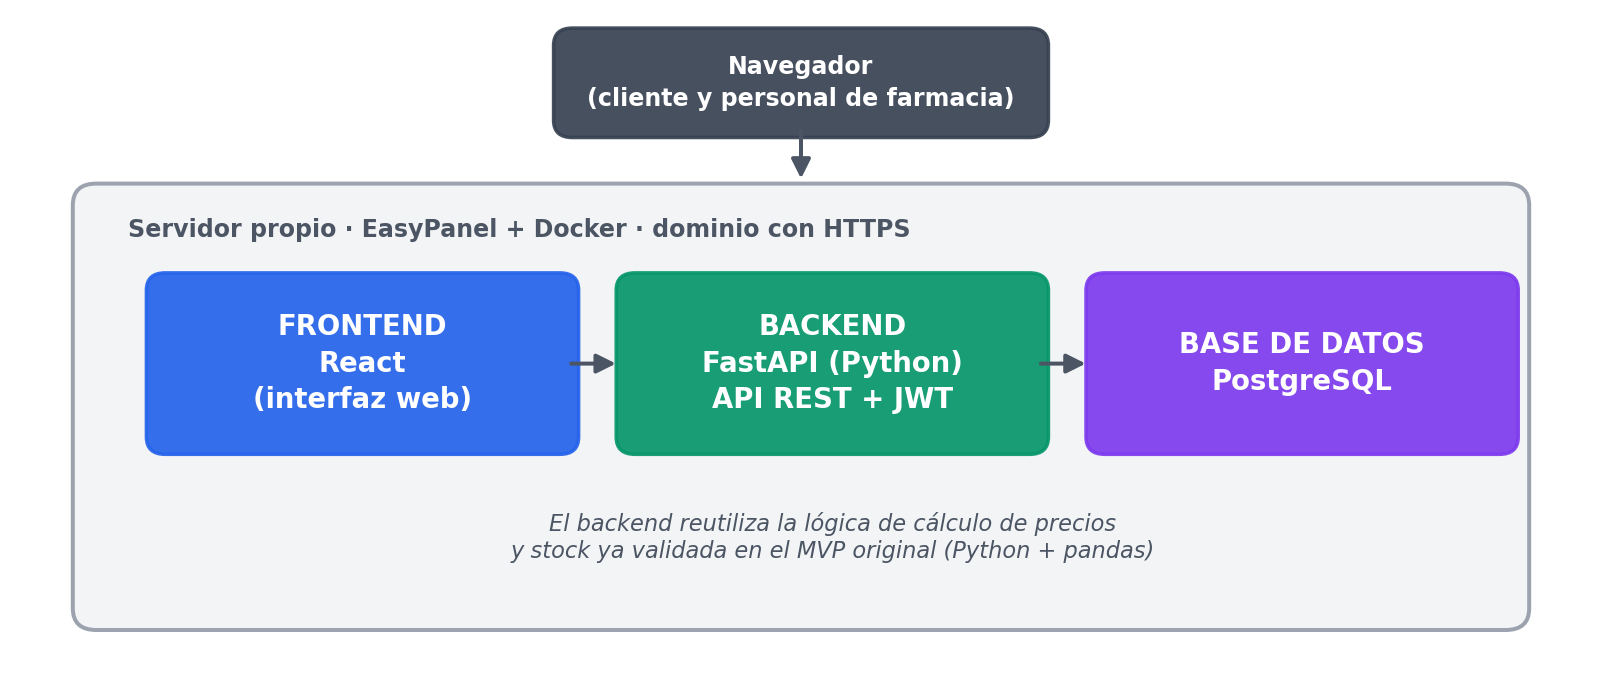 Navegador
(cliente y personal de farmacia)
Servidor propio · EasyPanel + Docker · dominio con HTTPS
FRONTEND
React
(interfaz web)
BACKEND
FastAPI (Python)
API REST + JWT
BASE DE DATOS
PostgreSQL
El backend reutiliza la lógica de cálculo de precios
y stock ya validada en el MVP original (Python + pandas)